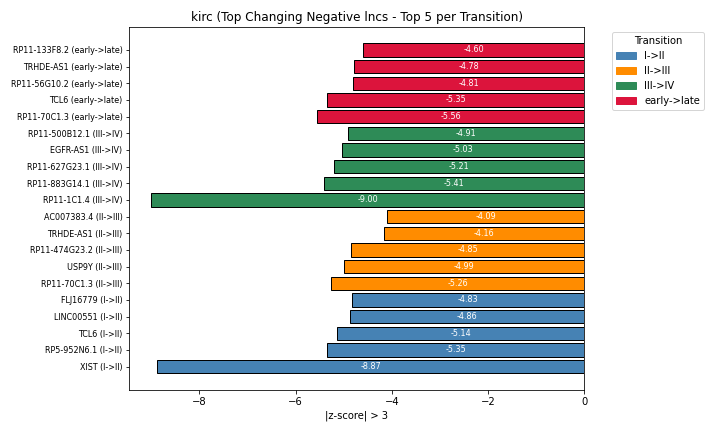 kirc (Top Changing Negative lncs - Top 5 per Transition)
RP11-133F8.2 (early->late) -4.60
TRHDE-AS1 (early->late) -4.78
RP11-56G10.2 (early->late) -4.81
TCL6 (early->late) -5.35
RP11-70C1.3 (early->late) -5.56
RP11-500B12.1 (III->IV) -4.91
EGFR-AS1 (III->IV) -5.03
RP11-627G23.1 (III->IV) -5.21
RP11-883G14.1 (III->IV) -5.41
RP11-1C1.4 (III->IV) -9.00
AC007383.4 (II->III) -4.09
TRHDE-AS1 (II->III) -4.16
RP11-474G23.2 (II->III) -4.85
USP9Y (II->III) -4.99
RP11-70C1.3 (II->III) -5.26
FLJ16779 (I->II) -4.83
LINC00551 (I->II) -4.86
TCL6 (I->II) -5.14
RP5-952N6.1 (I->II) -5.35
XIST (I->II) -8.87
−8 −6 −4 −2 0
|z-score| > 3
Transition
I->II
II->III
III->IV
early->late